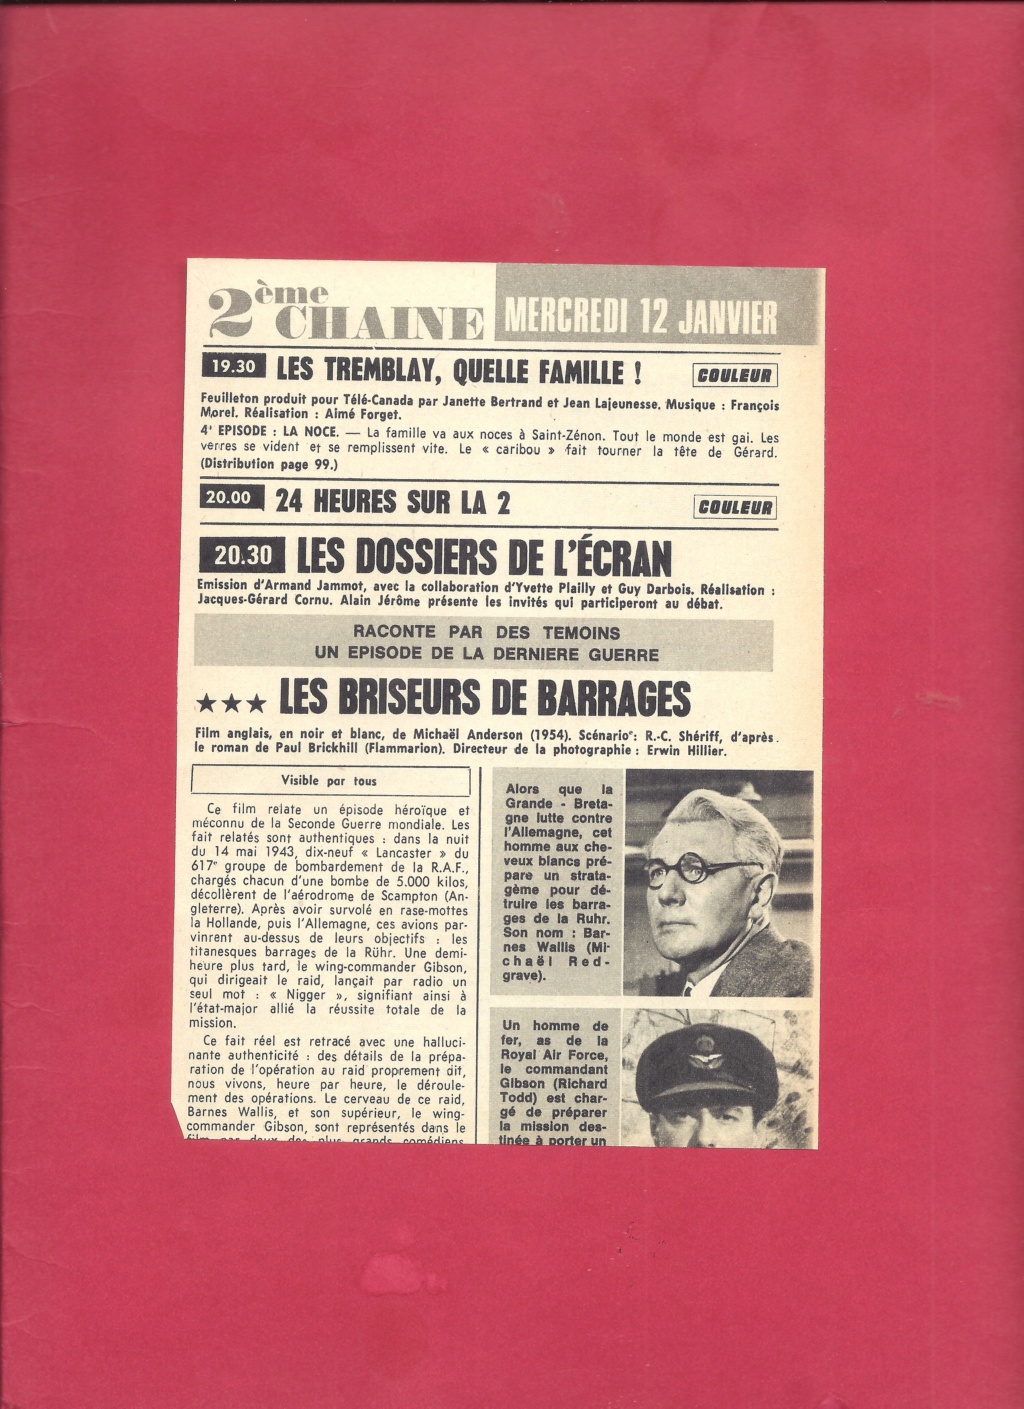 2ème CHAINE
MERCREDI 12 JANVIER
19.30 LES TREMBLAY, QUELLE FAMILLE ! COULEUR
Feuilleton produit pour Télé-Canada par Janette Bertrand et Jean Lajeunesse. Musique : François
Morel. Réalisation : Aimé Forget.
4e EPISODE : LA NOCE. — La famille va aux noces à Saint-Zénon. Tout le monde est gai. Les
verres se vident et se remplissent vite. Le « caribou » fait tourner la tête de Gérard.
(Distribution page 99.)
20.00 24 HEURES SUR LA 2 COULEUR
20.30 LES DOSSIERS DE L'ÉCRAN
Emission d'Armand Jammot, avec la collaboration d'Yvette Plailly et Guy Darbois. Réalisation :
Jacques-Gérard Cornu. Alain Jérôme présente les invités qui participeront au débat.
RACONTE PAR DES TEMOINS
UN EPISODE DE LA DERNIERE GUERRE
★★★ LES BRISEURS DE BARRAGES
Film anglais, en noir et blanc, de Michaël Anderson (1954). Scénario : R.-C. Shériff, d'après
le roman de Paul Brickhill (Flammarion). Directeur de la photographie : Erwin Hillier.
Visible par tous
Ce film relate un épisode héroïque et
méconnu de la Seconde Guerre mondiale. Les
fait relatés sont authentiques : dans la nuit
du 14 mai 1943, dix-neuf « Lancaster » du
617e groupe de bombardement de la R.A.F.,
chargés chacun d'une bombe de 5.000 kilos,
décollèrent de l'aérodrome de Scampton (An-
gleterre). Après avoir survolé en rase-mottes
la Hollande, puis l'Allemagne, ces avions par-
vinrent au-dessus de leurs objectifs : les
titanesques barrages de la Rühr. Une demi-
heure plus tard, le wing-commander Gibson,
qui dirigeait le raid, lançait par radio un
seul mot : « Nigger », signifiant ainsi à
l'état-major allié la réussite totale de la
mission.
Ce fait réel est retracé avec une halluci-
nante authenticité : des détails de la prépa-
ration de l'opération au raid proprement dit,
nous vivons, heure par heure, le déroule-
ment des opérations. Le cerveau de ce raid,
Barnes Wallis, et son supérieur, le wing-
commander Gibson, sont représentés dans le
film par deux des plus grands comédiens
Alors que la
Grande - Breta-
gne lutte contre
l'Allemagne, cet
homme aux che-
veux blancs pré-
pare un strata-
gème pour dé-
truire les barra-
ges de la Ruhr.
Son nom : Bar-
nes Wallis (Mi-
chaël Red-
grave).
Un homme de
fer, as de la
Royal Air Force,
le commandant
Gibson (Richard
Todd) est char-
gé de préparer
la mission des-
tinée à porter un